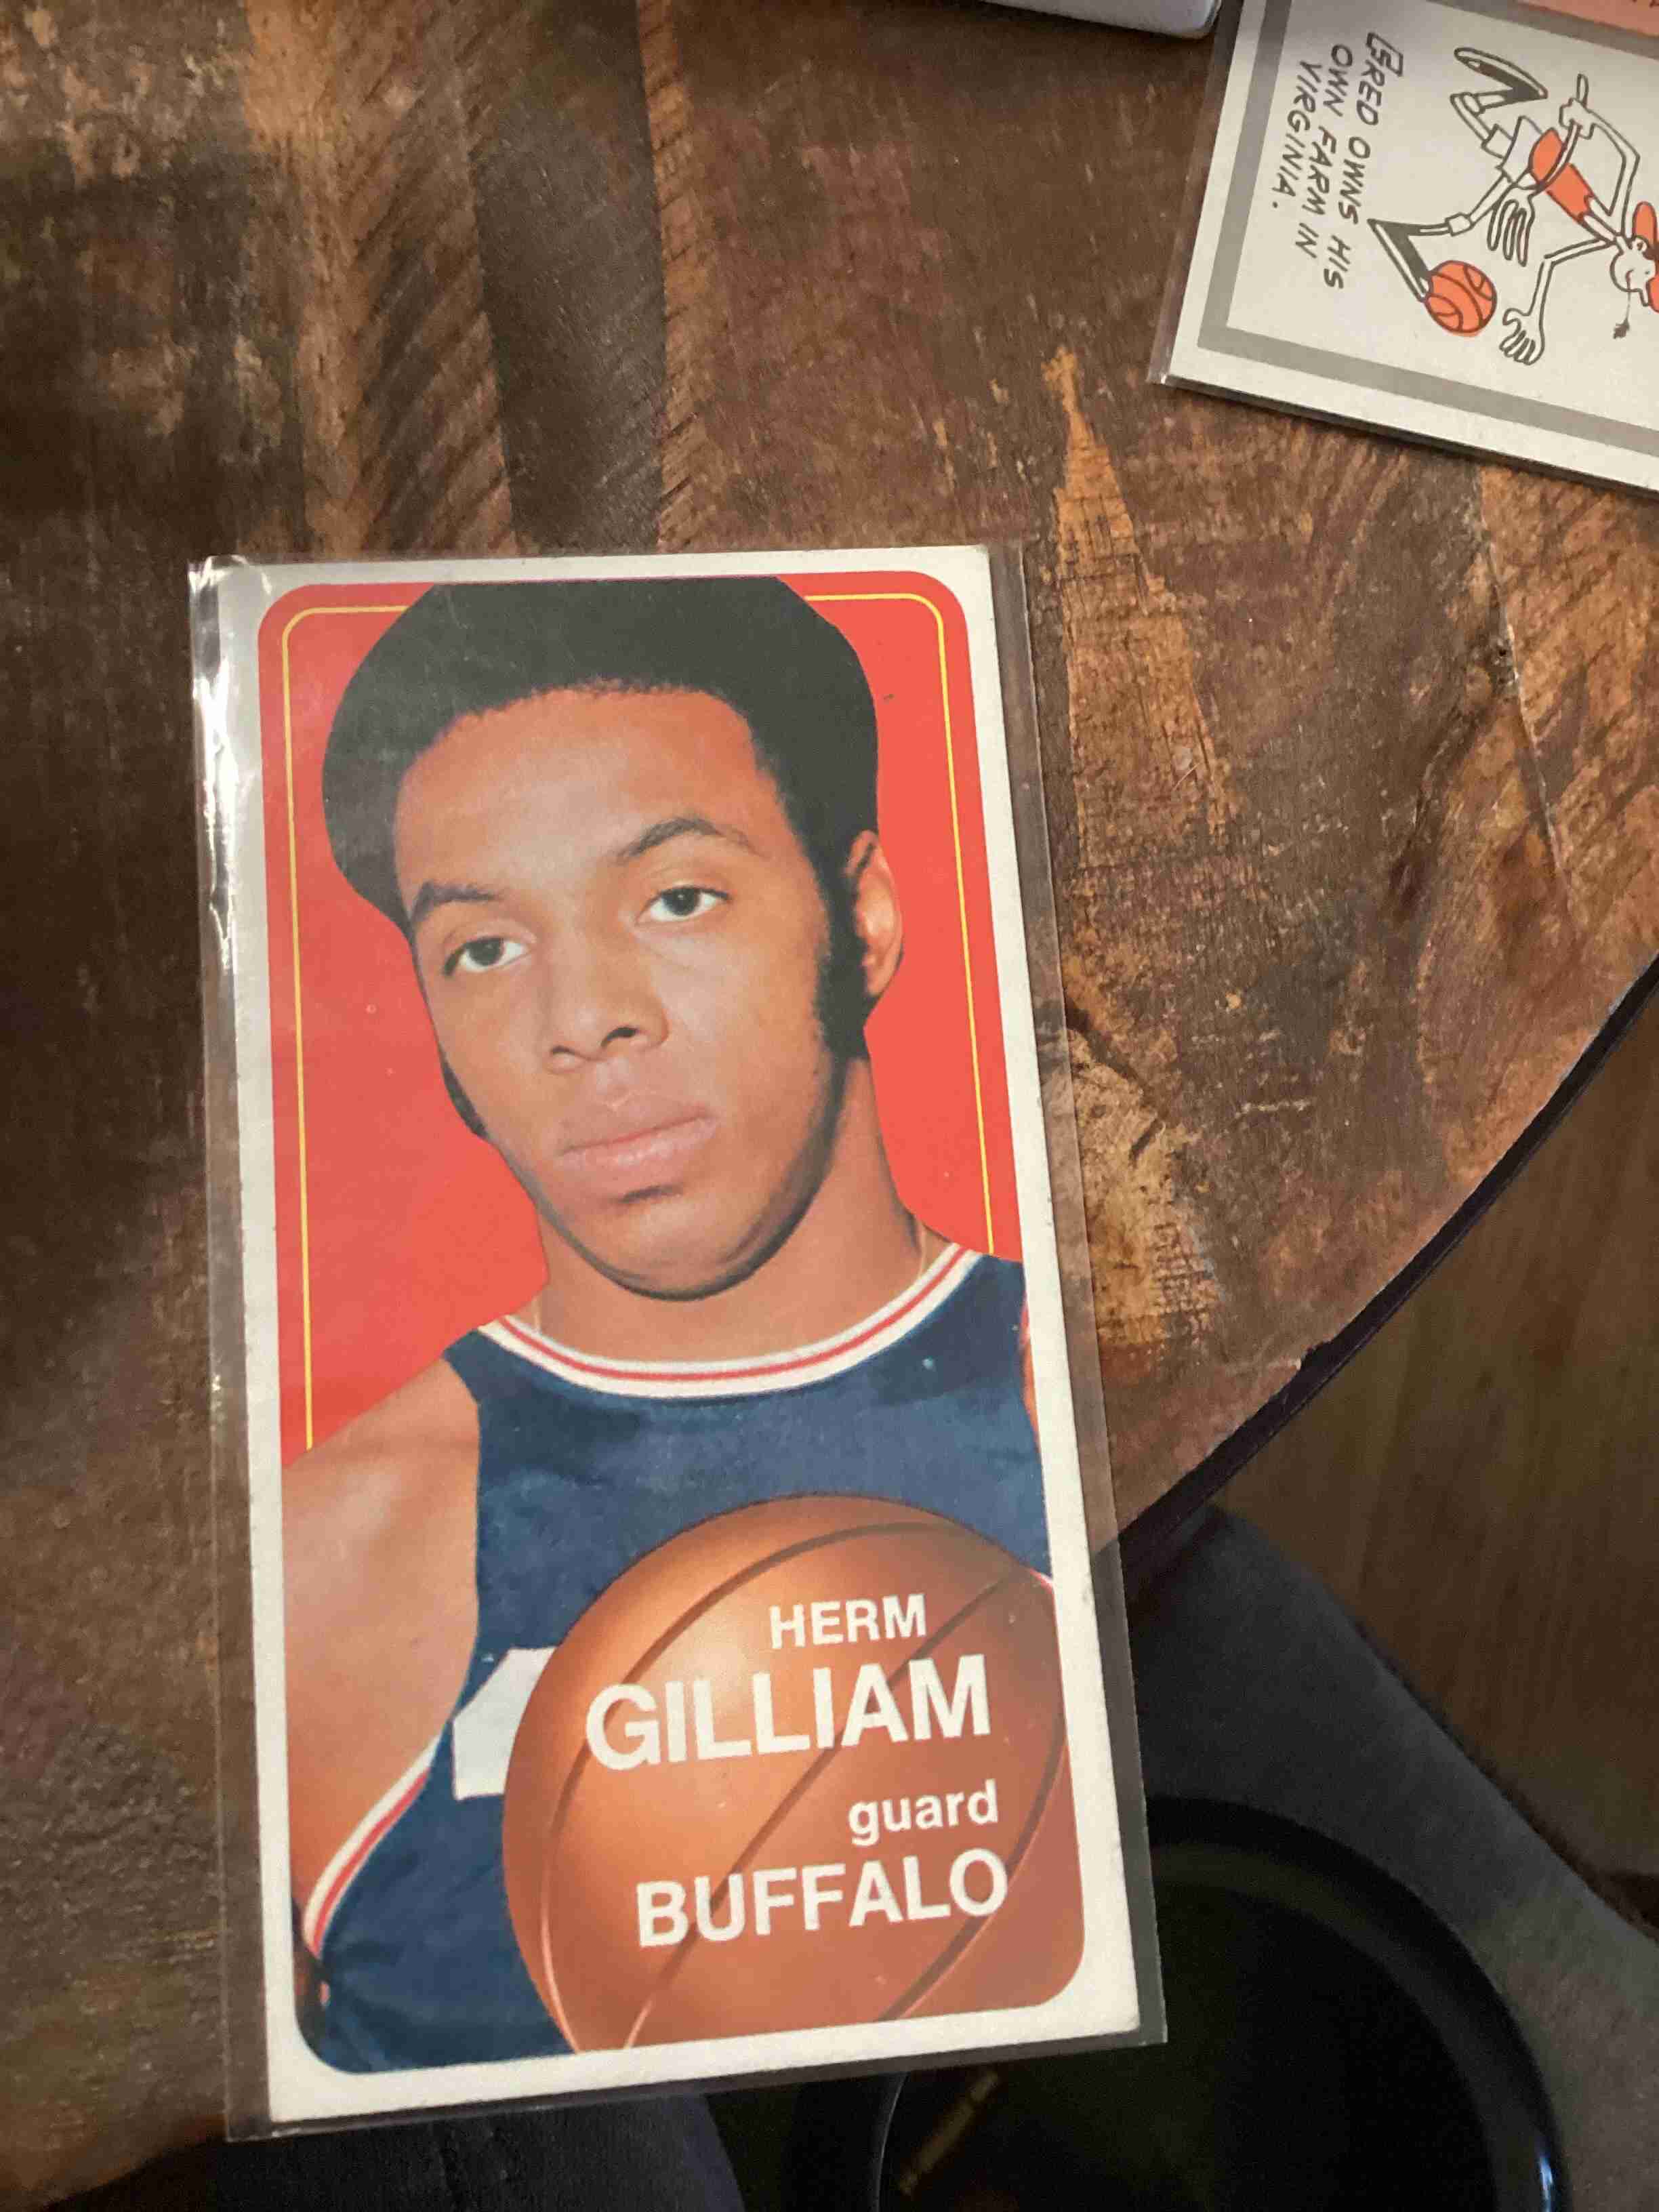 FRED OWNS HIS
OWN FARM IN
VIRGINIA.
HERM
GILLIAM
guard
BUFFALO